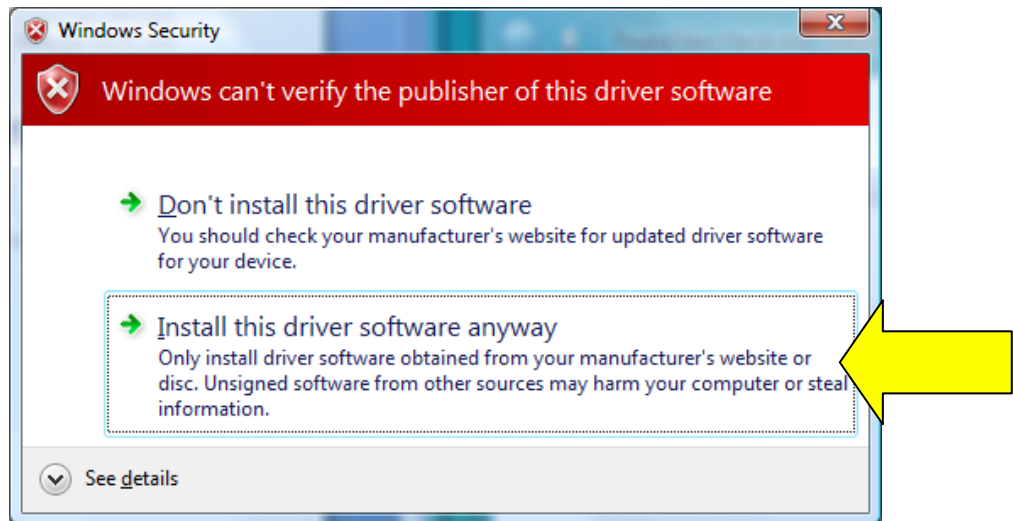 Windows Security
Windows can't verify the publisher of this driver software
Don't install this driver software
You should check your manufacturer's website for updated driver software
for your device.
Install this driver software anyway
Only install driver software obtained from your manufacturer's website or
disc. Unsigned software from other sources may harm your computer or steal
information.
See details